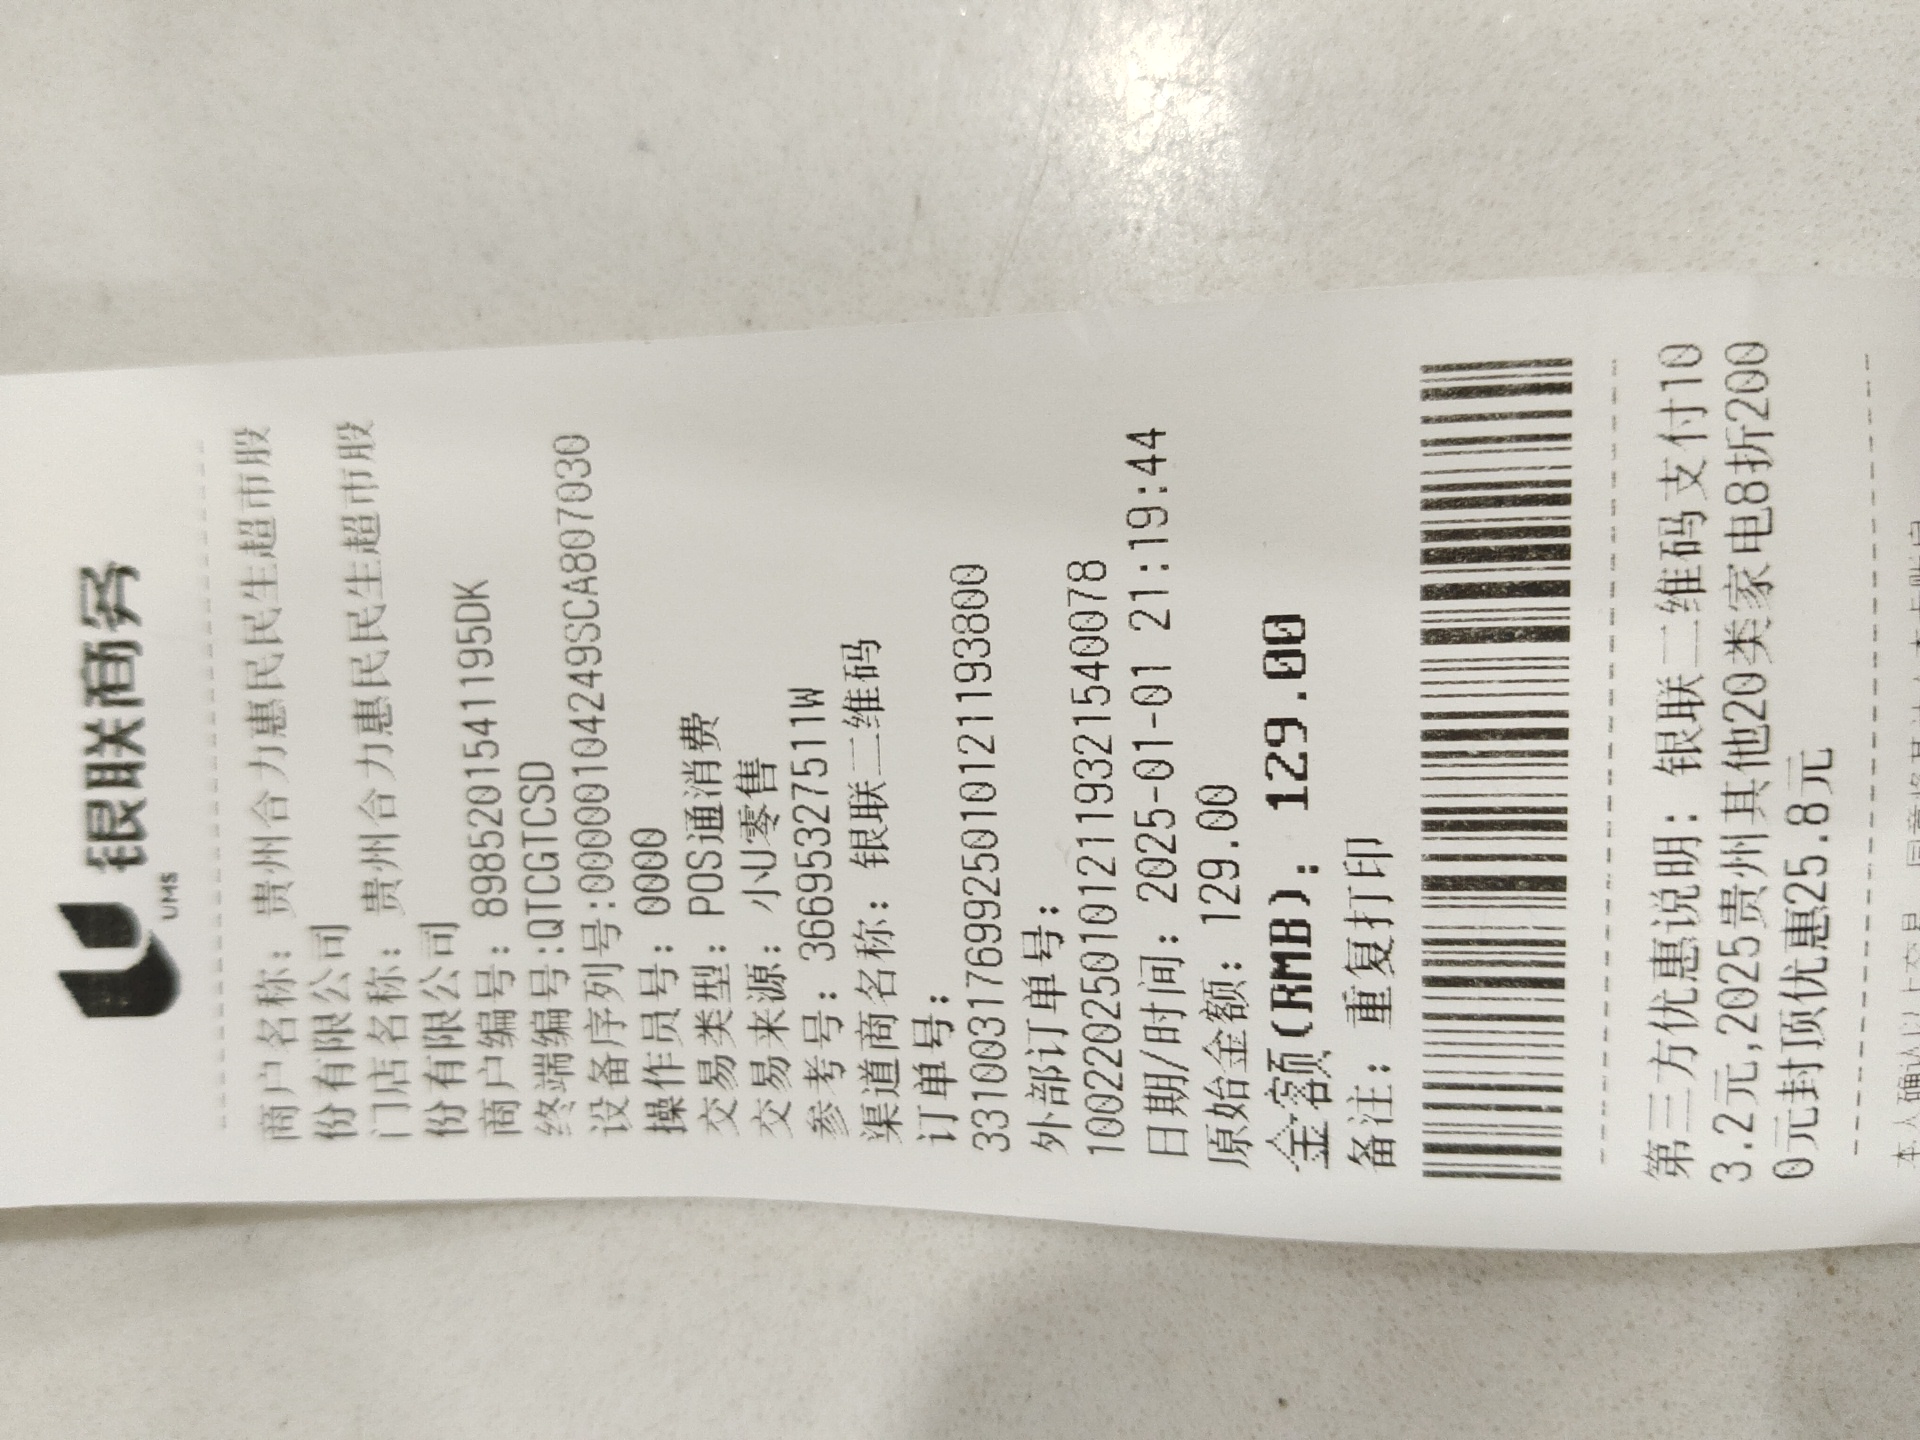 银联商务
UMS
商户名称： 贵州合力惠民民生超市股
份有限公司
门店名称： 贵州合力惠民民生超市股
份有限公司
商户编号： 8985201541195DK
终端编号:QTCGTCSD
设备序列号:00000104249SCA807030
操作员号： 0000
交易类型： POS通消费
交易来源： 小U零售
参考号： 36695327511W
渠道商名称： 银联二维码
订单号：
33100317699250101211193800
外部订单号：
1002202501012119321540078
日期/时间： 2025-01-01 21:19:44
原始金额： 129.00
金额(RMB)： 129.00
备注： 重复打印
第三方优惠说明： 银联二维码支付10
3.2元,2025贵州其他20类家电8折200
0元封顶优惠25.8元